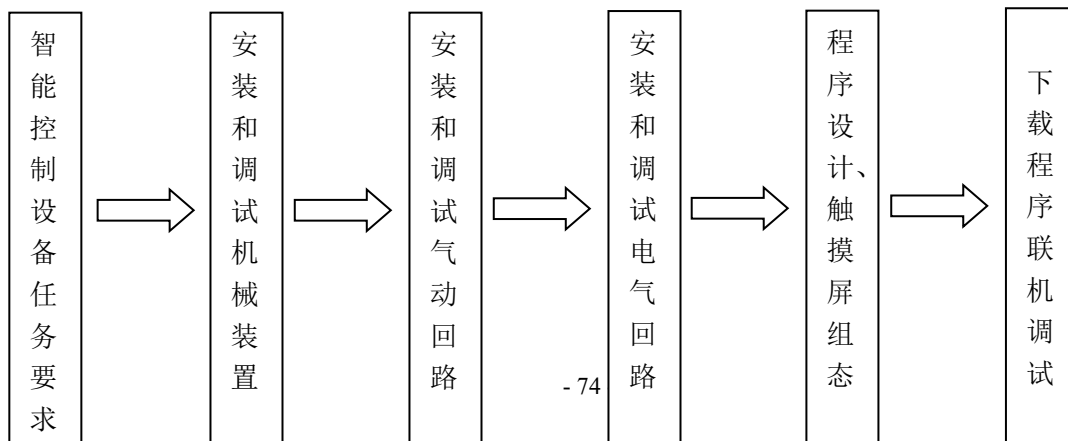 智能控制设备任务要求
安装和调试机械装置
安装和调试气动回路
安装和调试电气回路
程序设计、触摸屏组态
下载程序联机调试
- 74